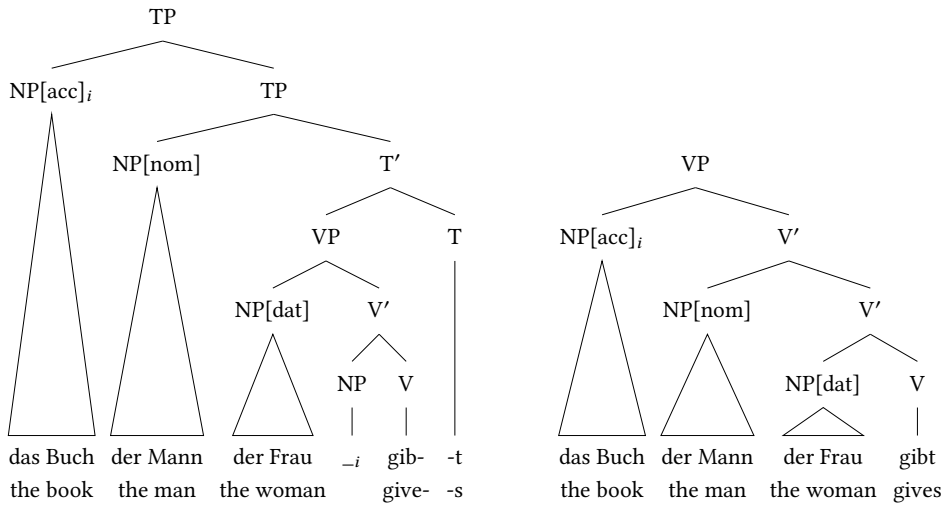 TP
NP[acc]ᵢ TP
NP[nom] T′ VP
VP T NP[acc]ᵢ V′
NP[dat] V′ NP[nom] V′
NP V NP[dat] V
das Buch der Mann der Frau _ᵢ gib- -t das Buch der Mann der Frau gibt
the book the man the woman give- -s the book the man the woman gives